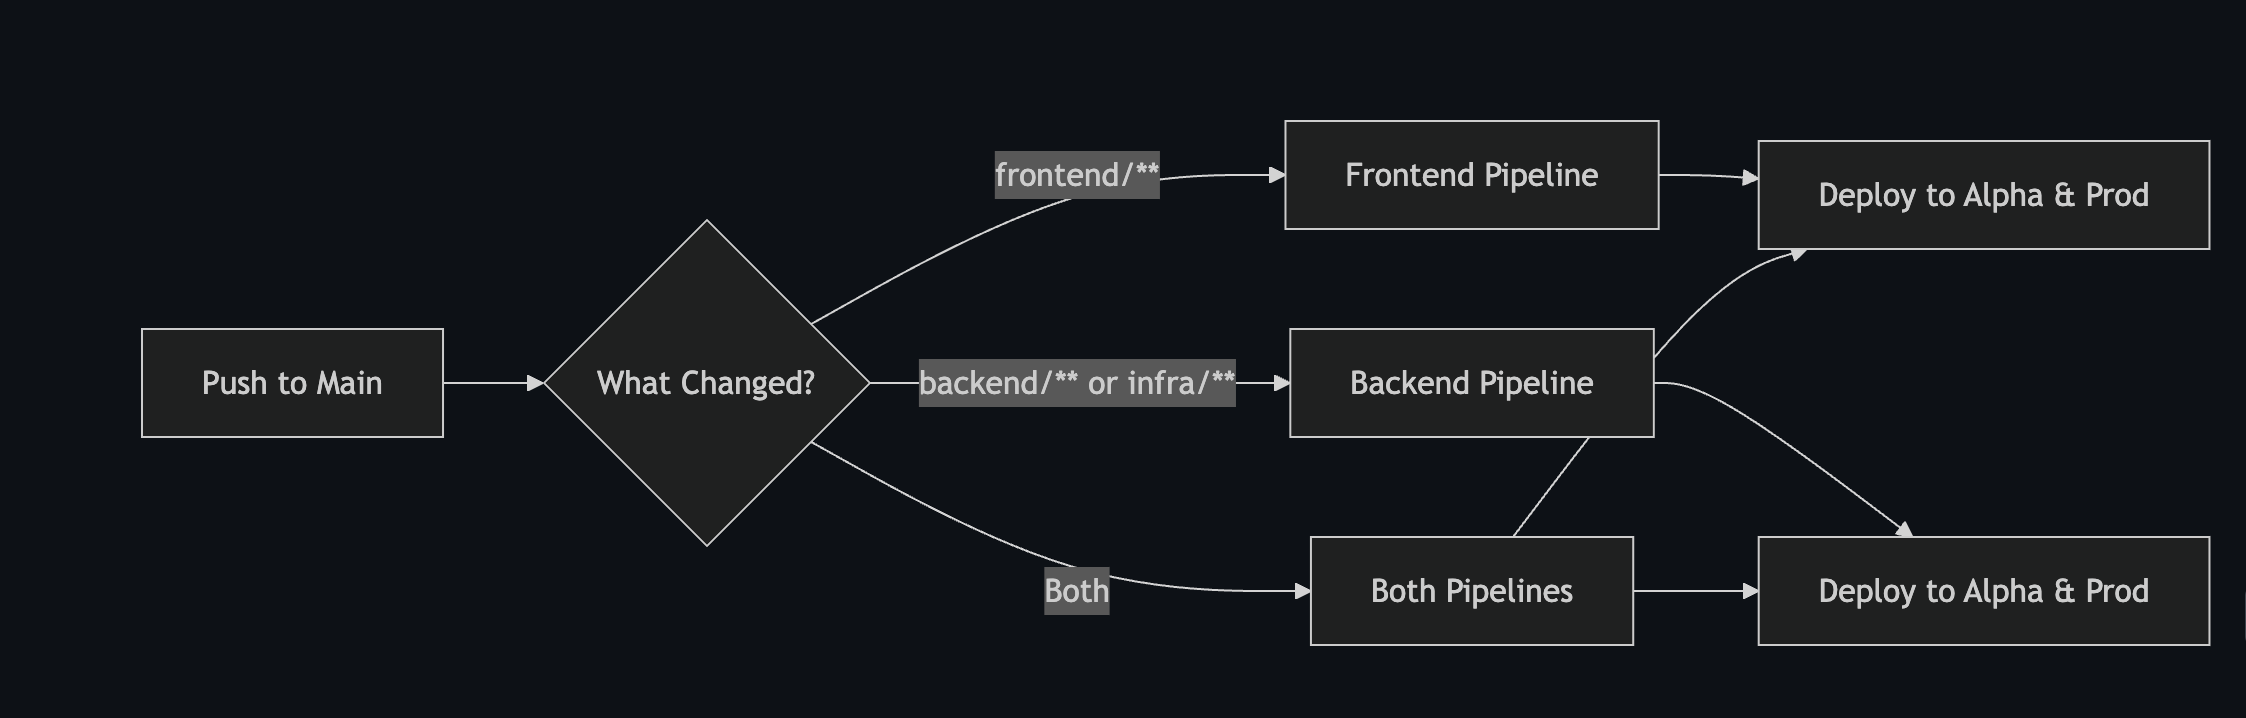 Push to Main
What Changed?
frontend/**
backend/** or infra/**
Both
Frontend Pipeline
Backend Pipeline
Both Pipelines
Deploy to Alpha & Prod
Deploy to Alpha & Prod